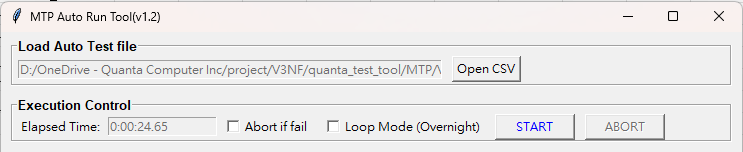 MTP Auto Run Tool(v1.2)
Load Auto Test file
D:/OneDrive - Quanta Computer Inc/project/V3NF/quanta_test_tool/MTP/ Open CSV
Execution Control
Elapsed Time: 0:00:24.65 Abort if fail Loop Mode (Overnight) START ABORT